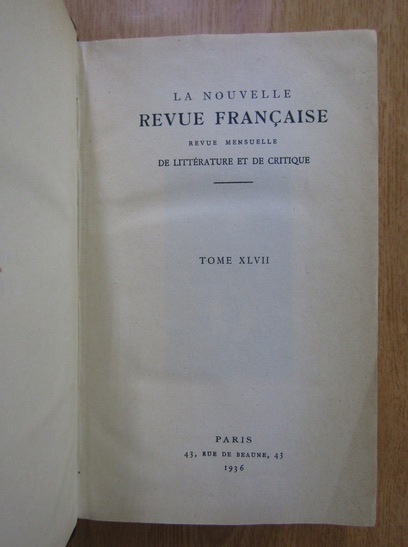 LA NOUVELLE
REVUE FRANÇAISE
REVUE MENSUELLE
DE LITTÉRATURE ET DE CRITIQUE
TOME XLVII
PARIS
43, RUE DE BEAUNE, 43
1936